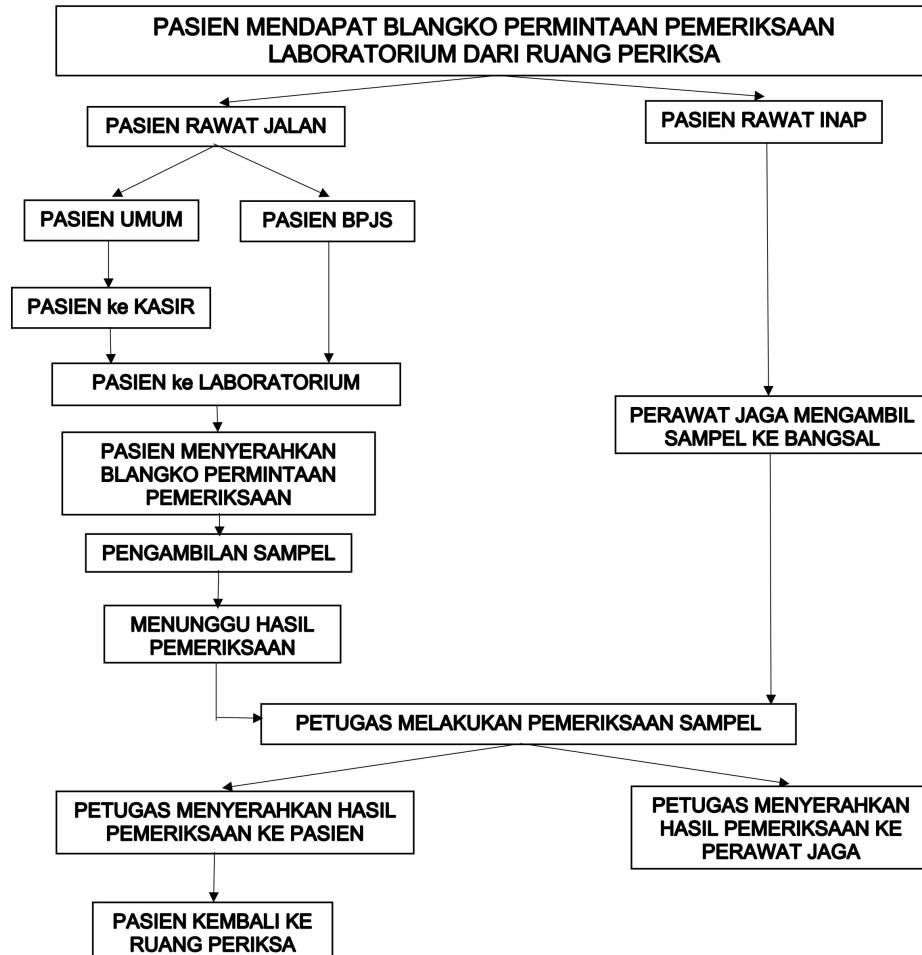 PASIEN MENDAPAT BLANGKO PERMINTAAN PEMERIKSAAN
LABORATORIUM DARI RUANG PERIKSA
PASIEN RAWAT JALAN
PASIEN RAWAT INAP
PASIEN UMUM
PASIEN BPJS
PASIEN ke KASIR
PASIEN ke LABORATORIUM
PERAWAT JAGA MENGAMBIL
SAMPEL KE BANGSAL
PASIEN MENYERAHKAN
BLANGKO PERMINTAAN
PEMERIKSAAN
PENGAMBILAN SAMPEL
MENUNGGU HASIL
PEMERIKSAAN
PETUGAS MELAKUKAN PEMERIKSAAN SAMPEL
PETUGAS MENYERAHKAN HASIL
PEMERIKSAAN KE PASIEN
PETUGAS MENYERAHKAN
HASIL PEMERIKSAAN KE
PERAWAT JAGA
PASIEN KEMBALI KE
RUANG PERIKSA